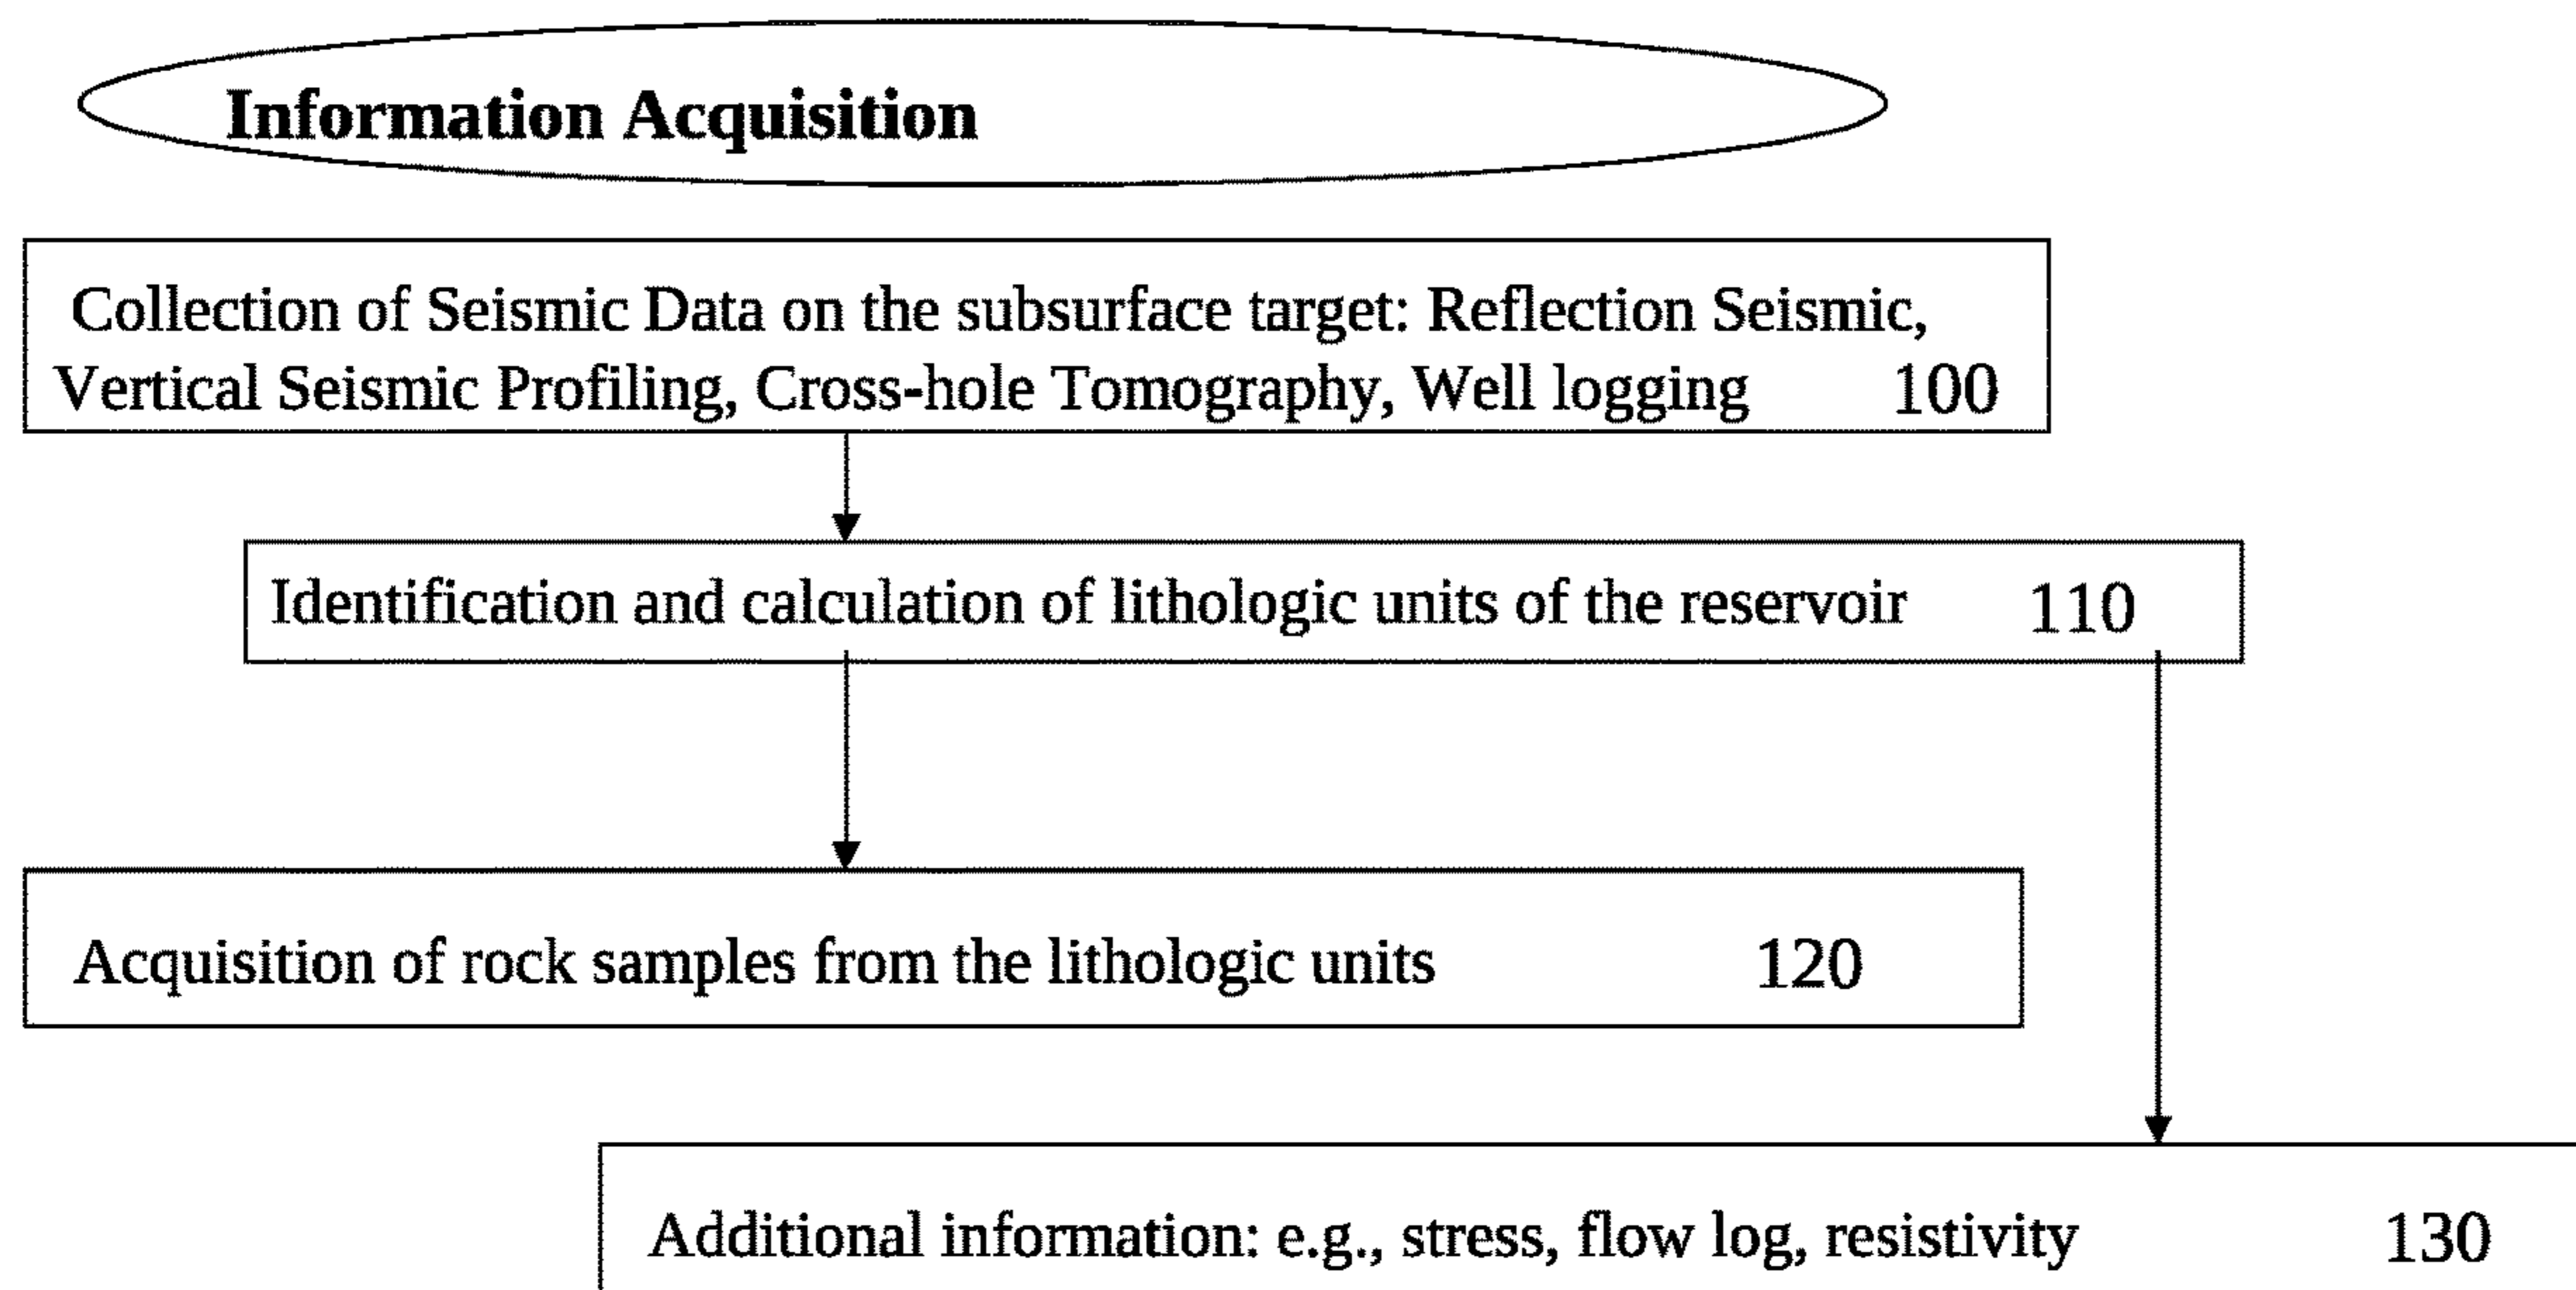 Information Acquisition
Collection of Seismic Data on the subsurface target: Reflection Seismic,
Vertical Seismic Profiling, Cross-hole Tomography, Well logging 100
Identification and calculation of lithologic units of the reservoir 110
Acquisition of rock samples from the lithologic units 120
Additional information: e.g., stress, flow log, resistivity 130